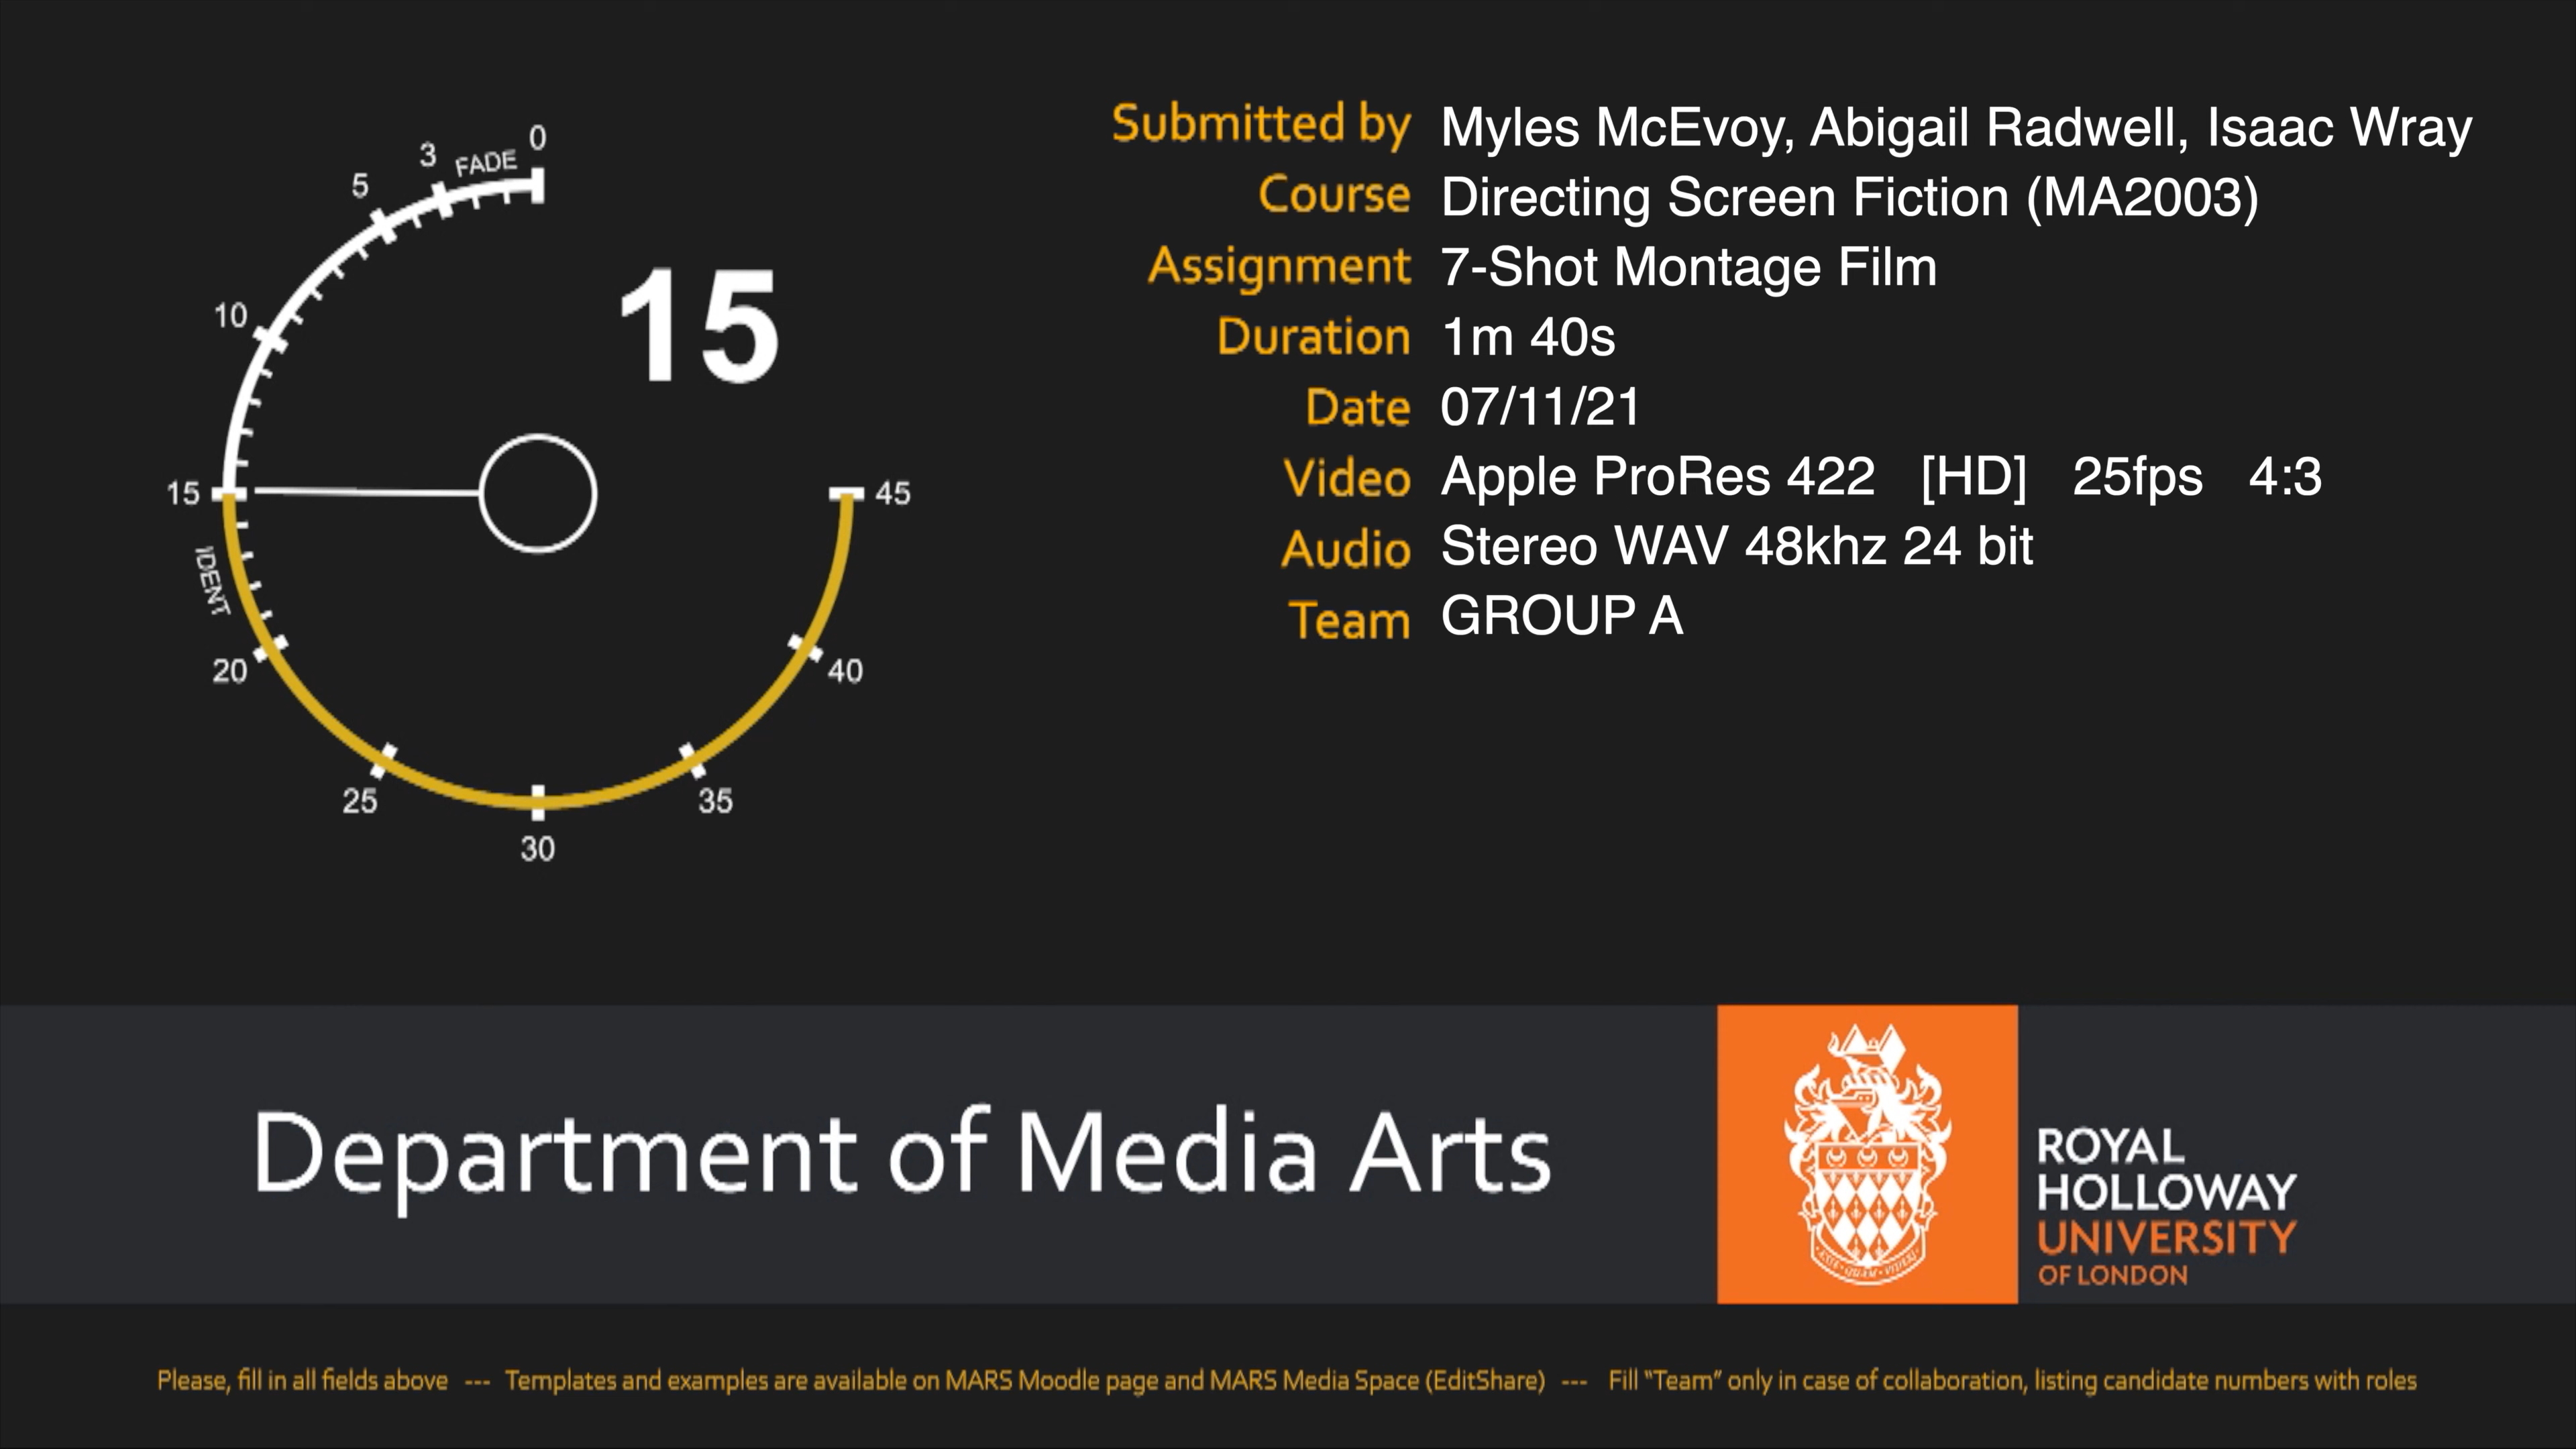 0
3 FADE
5
10
15
15
IDENT
20
25
30
35
40
45
Submitted by Myles McEvoy, Abigail Radwell, Isaac Wray
Course Directing Screen Fiction (MA2003)
Assignment 7-Shot Montage Film
Duration 1m 40s
Date 07/11/21
Video Apple ProRes 422 [HD] 25fps 4:3
Audio Stereo WAV 48khz 24 bit
Team GROUP A
Department of Media Arts
ROYAL
HOLLOWAY
UNIVERSITY
OF LONDON
Please, fill in all fields above --- Templates and examples are available on MARS Moodle page and MARS Media Space (EditShare) --- Fill "Team" only in case of collaboration, listing candidate numbers with roles